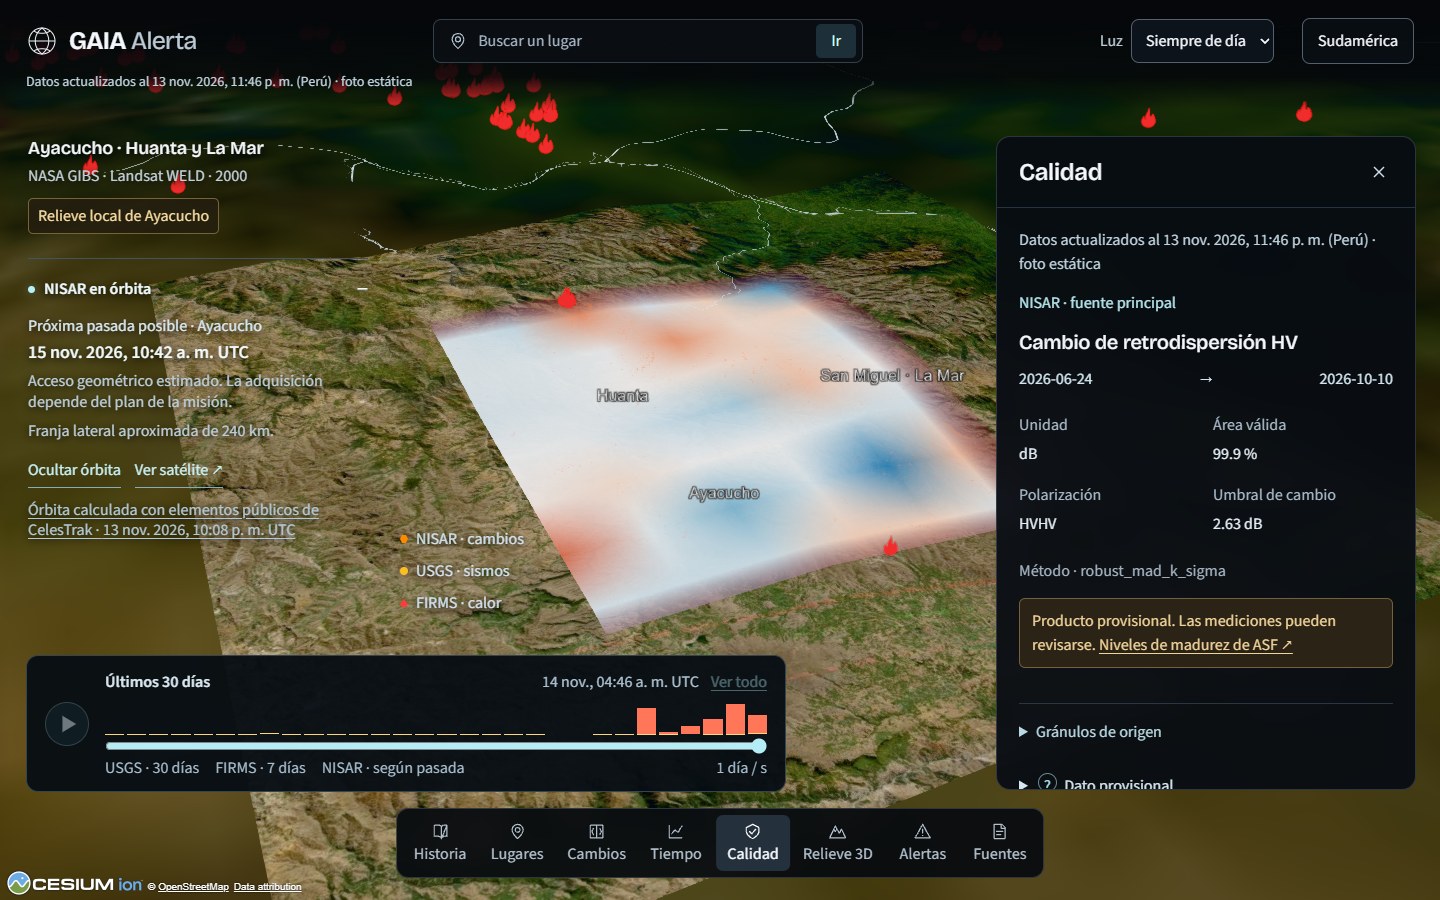 GAIA Alerta
Buscar un lugar
Ir
Luz
Siempre de día
Sudamérica
Datos actualizados al 13 nov. 2026, 11:46 p. m. (Perú) · foto estática
Ayacucho · Huanta y La Mar
NASA GIBS · Landsat WELD · 2000
Relieve local de Ayacucho
NISAR en órbita
–
Próxima pasada posible · Ayacucho
15 nov. 2026, 10:42 a. m. UTC
Acceso geométrico estimado. La adquisición
depende del plan de la misión.
Franja lateral aproximada de 240 km.
Ocultar órbita
Ver satélite ↗
Órbita calculada con elementos públicos de
CelesTrak · 13 nov. 2026, 10:08 p. m. UTC
NISAR · cambios
USGS · sismos
FIRMS · calor
Huanta
San Miguel · La Mar
Ayacucho
Calidad
×
Datos actualizados al 13 nov. 2026, 11:46 p. m. (Perú) ·
foto estática
NISAR · fuente principal
Cambio de retrodispersión HV
2026-06-24 → 2026-10-10
Unidad
Área válida
dB
99.9 %
Polarización
Umbral de cambio
HVHV
2.63 dB
Método · robust_mad_k_sigma
Producto provisional. Las mediciones pueden
revisarse. Niveles de madurez de ASF ↗
Gránulos de origen
? Dato provisional
Últimos 30 días
14 nov., 04:46 a. m. UTC
Ver todo
USGS · 30 días
FIRMS · 7 días
NISAR · según pasada
1 día / s
Historia
Lugares
Cambios
Tiempo
Calidad
Relieve 3D
Alertas
Fuentes
CESIUM ion
© OpenStreetMap
Data attribution